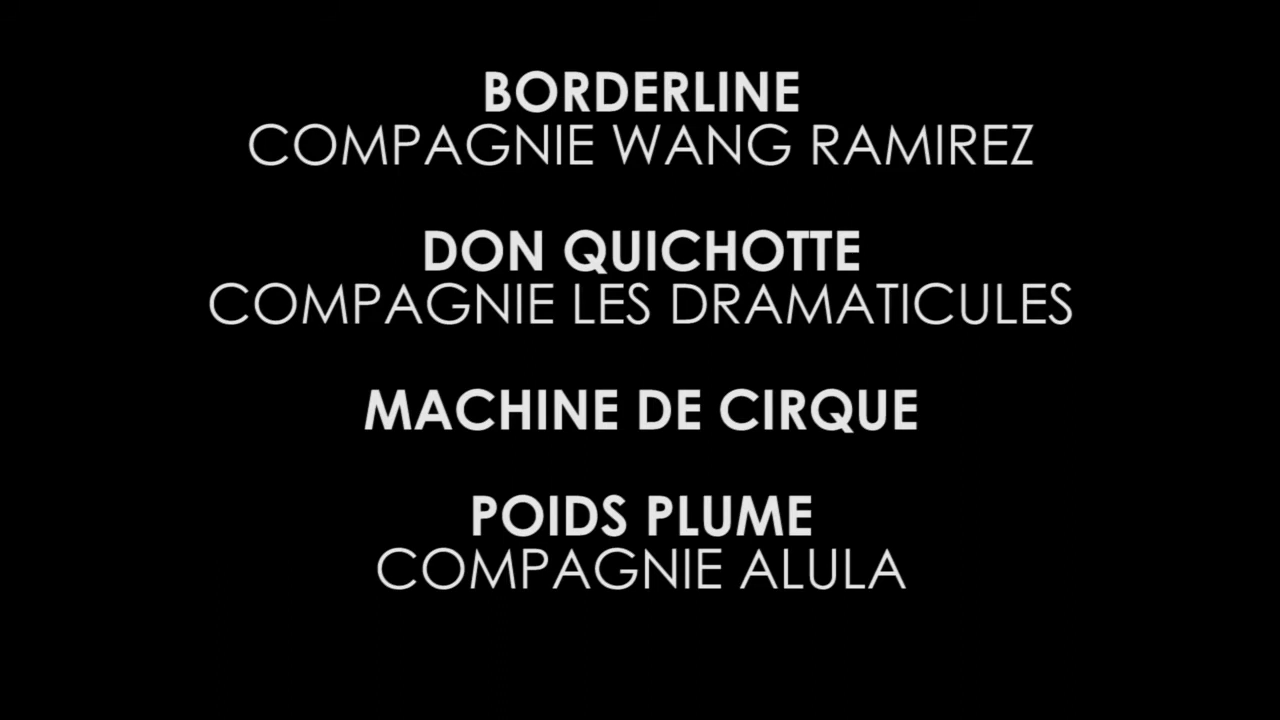 BORDERLINE
COMPAGNIE WANG RAMIREZ
DON QUICHOTTE
COMPAGNIE LES DRAMATICULES
MACHINE DE CIRQUE
POIDS PLUME
COMPAGNIE ALULA